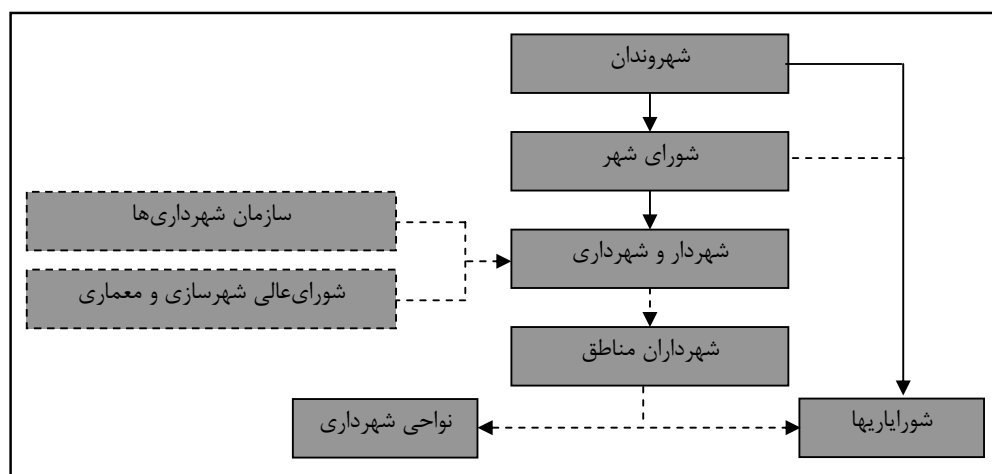 شهروندان
شورای شهر
سازمان شهرداری‌ها
شهردار و شهرداری
شورای‌عالی شهرسازی و معماری
شهرداران مناطق
شورایاریها
نواحی شهرداری